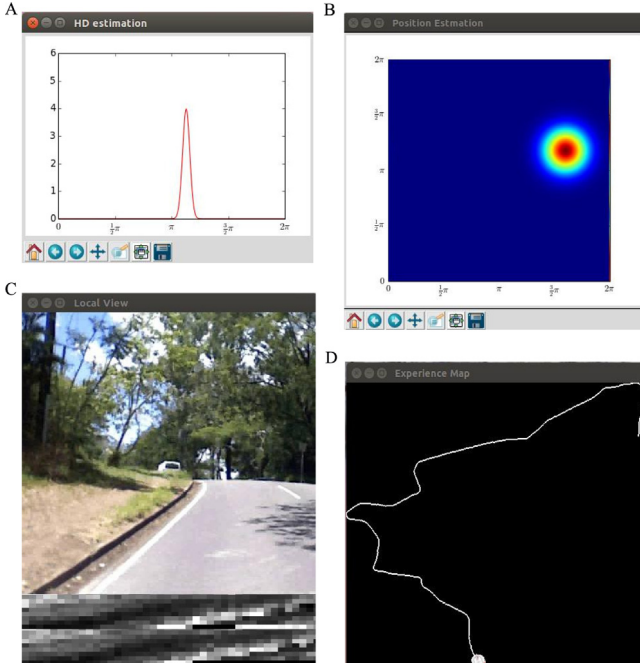 A
HD estimation
6
5
4
3
2
1
0
0 1/2π π 3/2π 2π
B
Position Estmation
2π
3/2π
π
1/2π
0
0 1/2π π 3/2π 2π
C
Local View
D
Experience Map